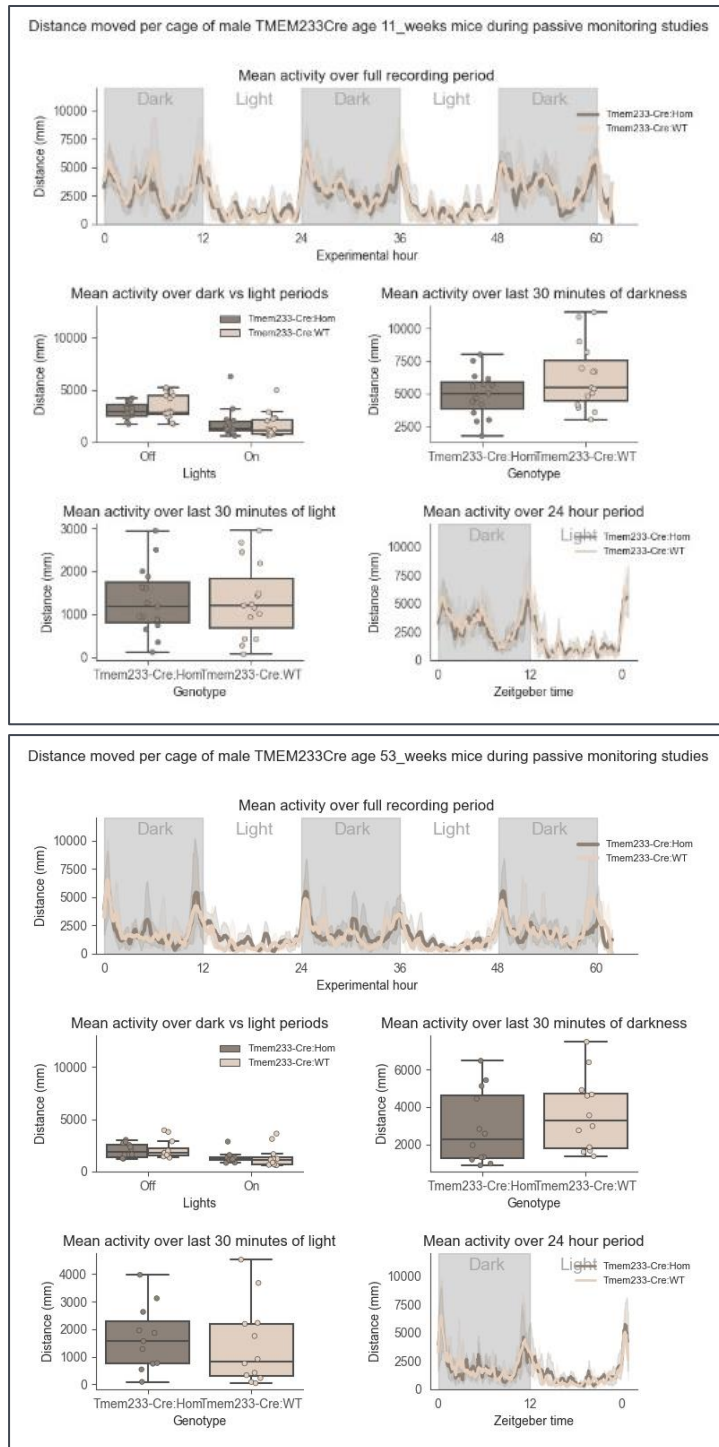 Distance moved per cage of male TMEM233Cre age 11_weeks mice during passive monitoring studies
Mean activity over full recording period
Dark Light Dark Light Dark
Tmem233-Cre:Hom
Tmem233-Cre:WT
Distance (mm)
10000
7500
5000
2500
0
0 12 24 36 48 60
Experimental hour
Mean activity over dark vs light periods
Tmem233-Cre:Hom
Tmem233-Cre:WT
Distance (mm)
10000
5000
0
Off On
Lights
Mean activity over last 30 minutes of darkness
Distance (mm)
10000
7500
5000
2500
Tmem233-Cre:Hom Tmem233-Cre:WT
Genotype
Mean activity over last 30 minutes of light
Distance (mm)
3000
2000
1000
0
Tmem233-Cre:Hom Tmem233-Cre:WT
Genotype
Mean activity over 24 hour period
Dark Light
Tmem233-Cre:Hom
Tmem233-Cre:WT
Distance (mm)
10000
7500
5000
2500
0
0 12 0
Zeitgeber time
Distance moved per cage of male TMEM233Cre age 53_weeks mice during passive monitoring studies
Mean activity over full recording period
Dark Light Dark Light Dark
Tmem233-Cre:Hom
Tmem233-Cre:WT
Distance (mm)
10000
7500
5000
2500
0
0 12 24 36 48 60
Experimental hour
Mean activity over dark vs light periods
Tmem233-Cre:Hom
Tmem233-Cre:WT
Distance (mm)
10000
5000
0
Off On
Lights
Mean activity over last 30 minutes of darkness
Distance (mm)
6000
4000
2000
Tmem233-Cre:Hom Tmem233-Cre:WT
Genotype
Mean activity over last 30 minutes of light
Distance (mm)
4000
3000
2000
1000
0
Tmem233-Cre:Hom Tmem233-Cre:WT
Genotype
Mean activity over 24 hour period
Dark Light
Tmem233-Cre:Hom
Tmem233-Cre:WT
Distance (mm)
10000
7500
5000
2500
0
0 12 0
Zeitgeber time